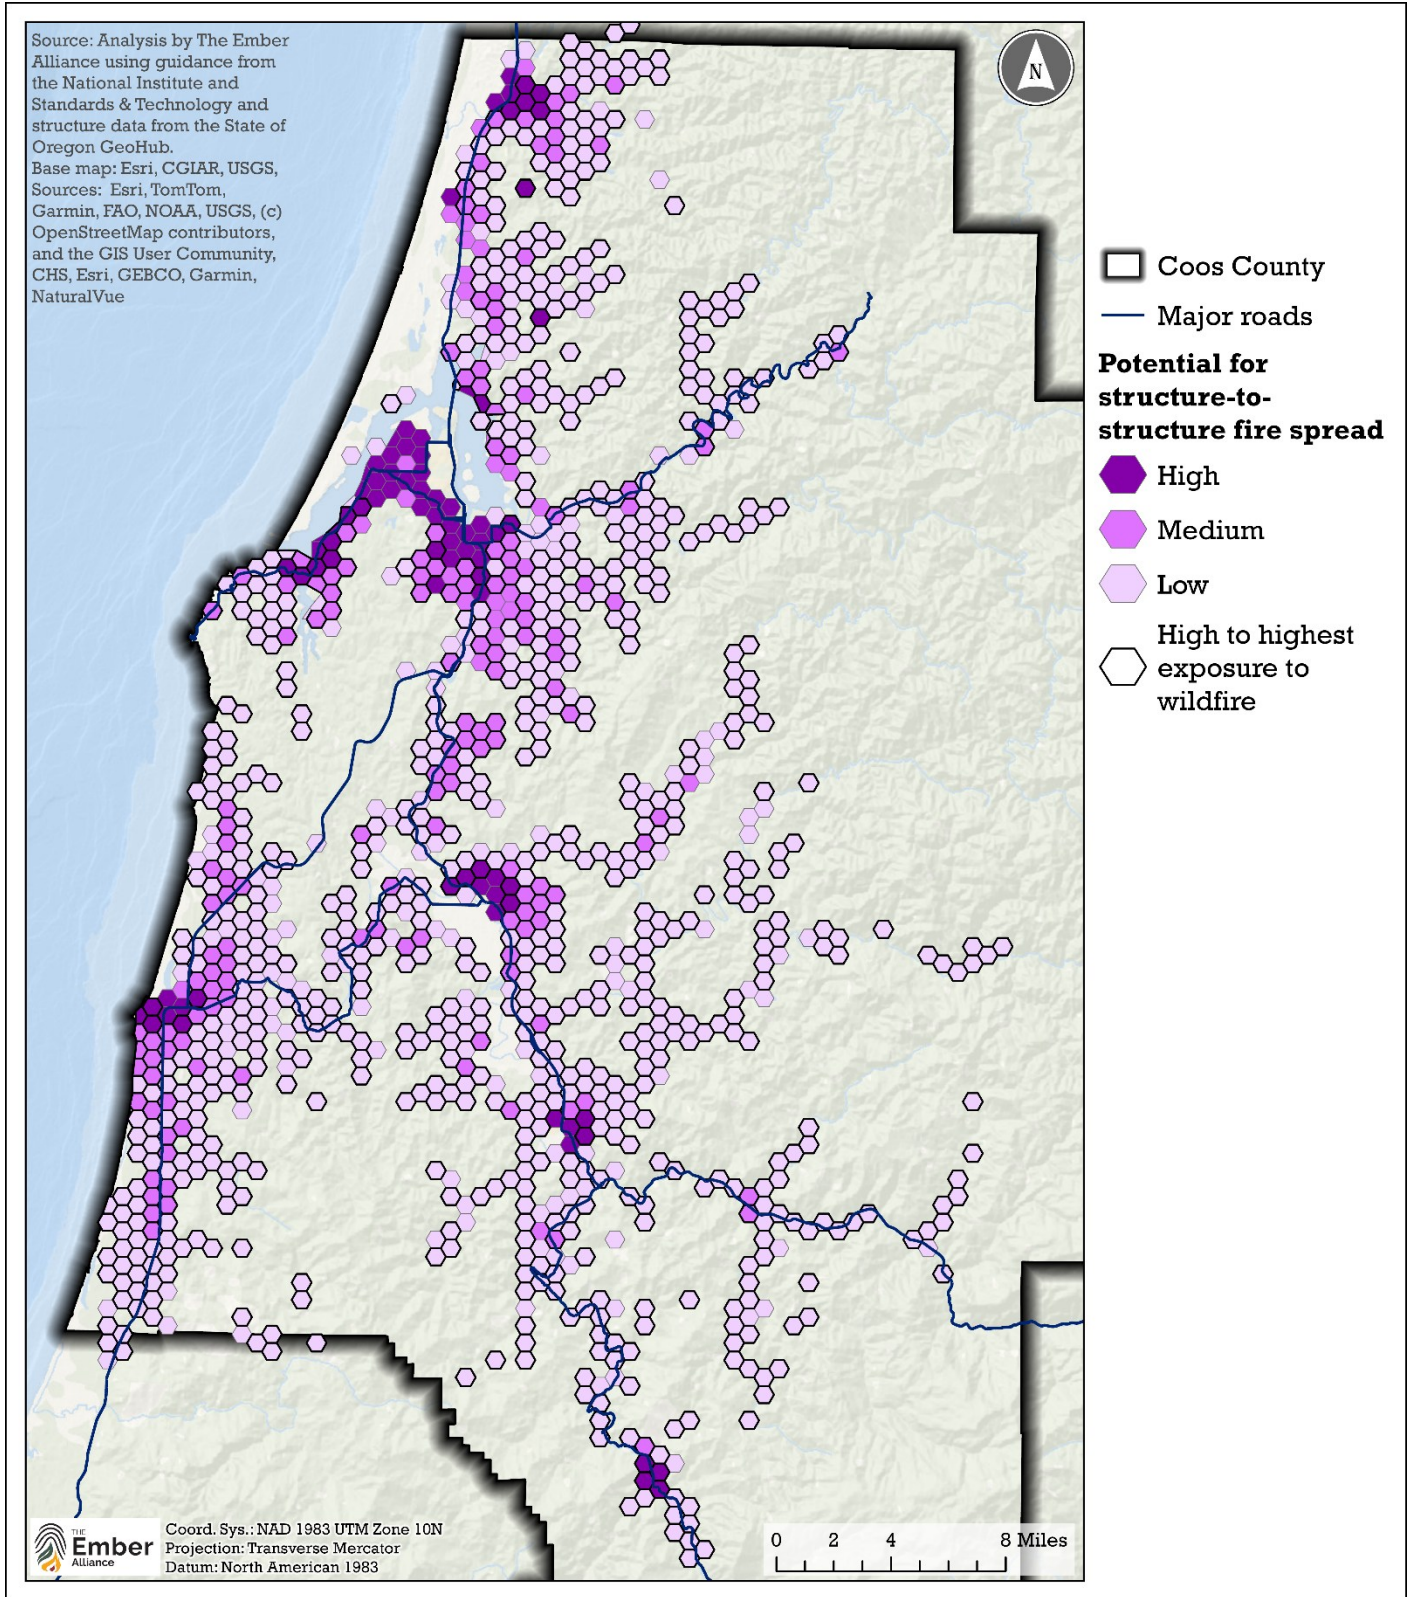 Source: Analysis by The Ember
Alliance using guidance from
the National Institute and
Standards & Technology and
structure data from the State of
Oregon GeoHub.
Base map: Esri, CGIAR, USGS,
Sources: Esri, TomTom,
Garmin, FAO, NOAA, USGS, (c)
OpenStreetMap contributors,
and the GIS User Community,
CHS, Esri, GEBCO, Garmin,
NaturalVue
N
Coos County
Major roads
Potential for
structure-to-
structure fire spread
High
Medium
Low
High to highest
exposure to
wildfire
THE
Ember
Alliance
Coord. Sys.: NAD 1983 UTM Zone 10N
Projection: Transverse Mercator
Datum: North American 1983
0 2 4 8 Miles